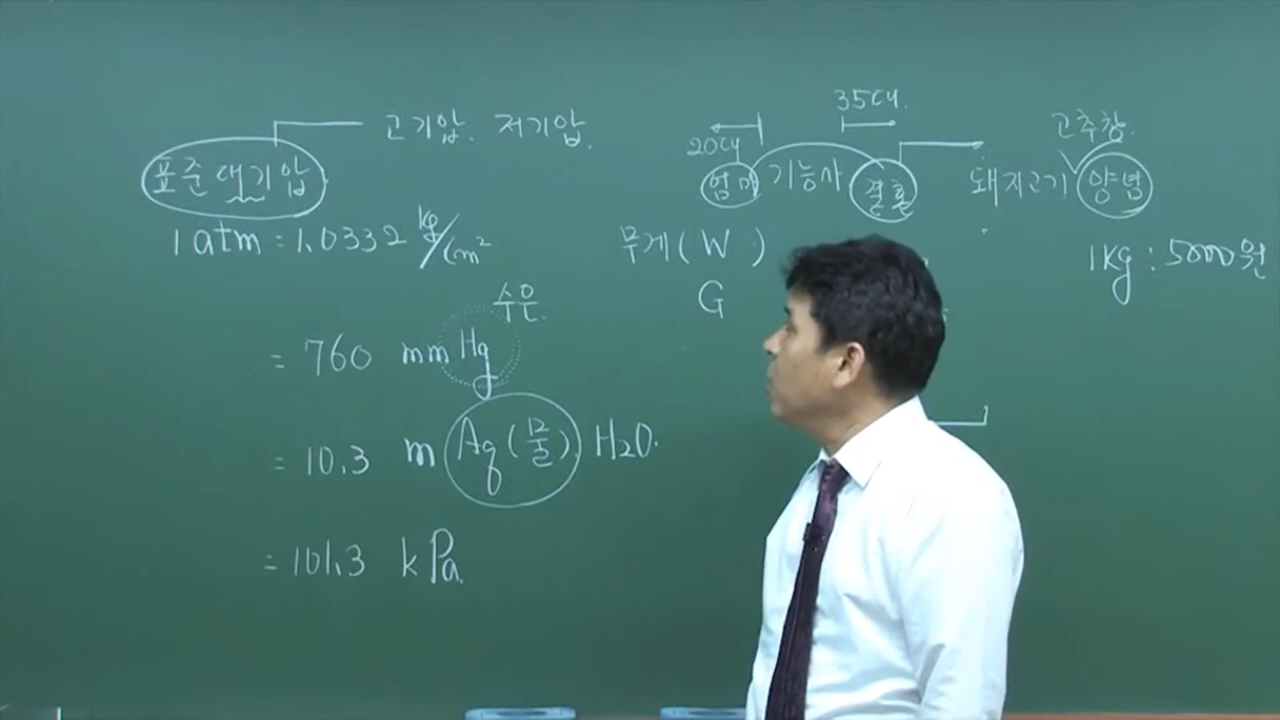 고기압. 저기압.
표준대기압
1 atm = 1.0332 kg/cm²
수은.
= 760 mmHg
= 10.3 m Aq (물) H₂O.
= 101.3 kPa.
35대.
20대
엄마 기능사 결혼
고추장.
돼지고기 양념
무게 (W)
G
1kg : 5000원